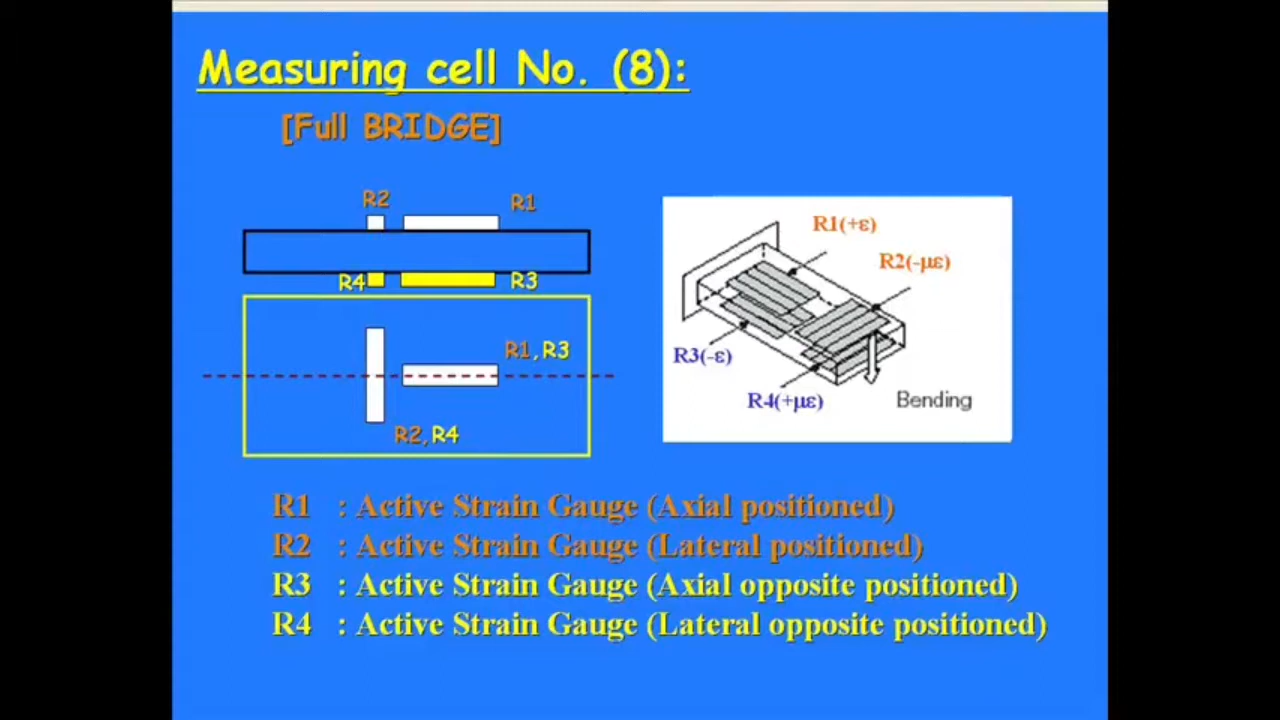 Measuring cell No. (8):
[Full BRIDGE]
R2
R1
R4
R3
R1,R3
R2,R4
R1(+ε)
R2(-με)
R3(-ε)
R4(+με)
Bending
R1 : Active Strain Gauge (Axial positioned)
R2 : Active Strain Gauge (Lateral positioned)
R3 : Active Strain Gauge (Axial opposite positioned)
R4 : Active Strain Gauge (Lateral opposite positioned)